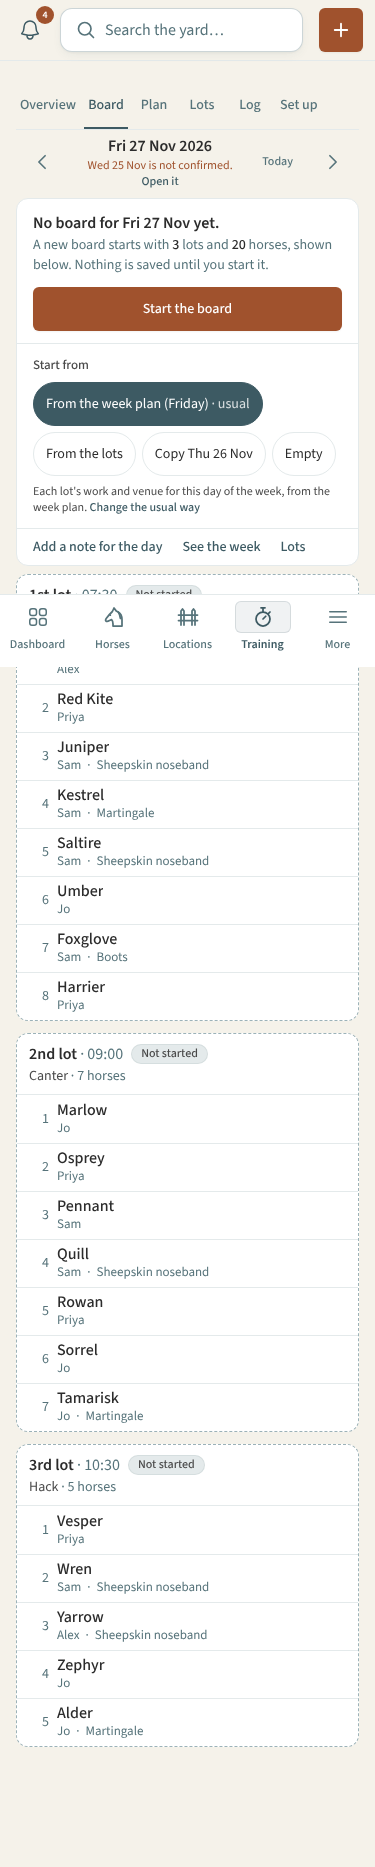 4
Search the yard…
Overview Board Plan Lots Log Set up
Fri 27 Nov 2026
Wed 25 Nov is not confirmed.
Open it
Today
No board for Fri 27 Nov yet.
A new board starts with 3 lots and 20 horses, shown
below. Nothing is saved until you start it.
Start the board
Start from
From the week plan (Friday) · usual
From the lots
Copy Thu 26 Nov
Empty
Each lot's work and venue for this day of the week, from the
week plan. Change the usual way
Add a note for the day See the week Lots
1st lot · 07:30 Not started
Dashboard Horses Locations Training More
Alex
2 Red Kite
Priya
3 Juniper
Sam · Sheepskin noseband
4 Kestrel
Sam · Martingale
5 Saltire
Sam · Sheepskin noseband
6 Umber
Jo
7 Foxglove
Sam · Boots
8 Harrier
Priya
2nd lot · 09:00 Not started
Canter · 7 horses
1 Marlow
Jo
2 Osprey
Priya
3 Pennant
Sam
4 Quill
Sam · Sheepskin noseband
5 Rowan
Priya
6 Sorrel
Jo
7 Tamarisk
Jo · Martingale
3rd lot · 10:30 Not started
Hack · 5 horses
1 Vesper
Priya
2 Wren
Sam · Sheepskin noseband
3 Yarrow
Alex · Sheepskin noseband
4 Zephyr
Jo
5 Alder
Jo · Martingale